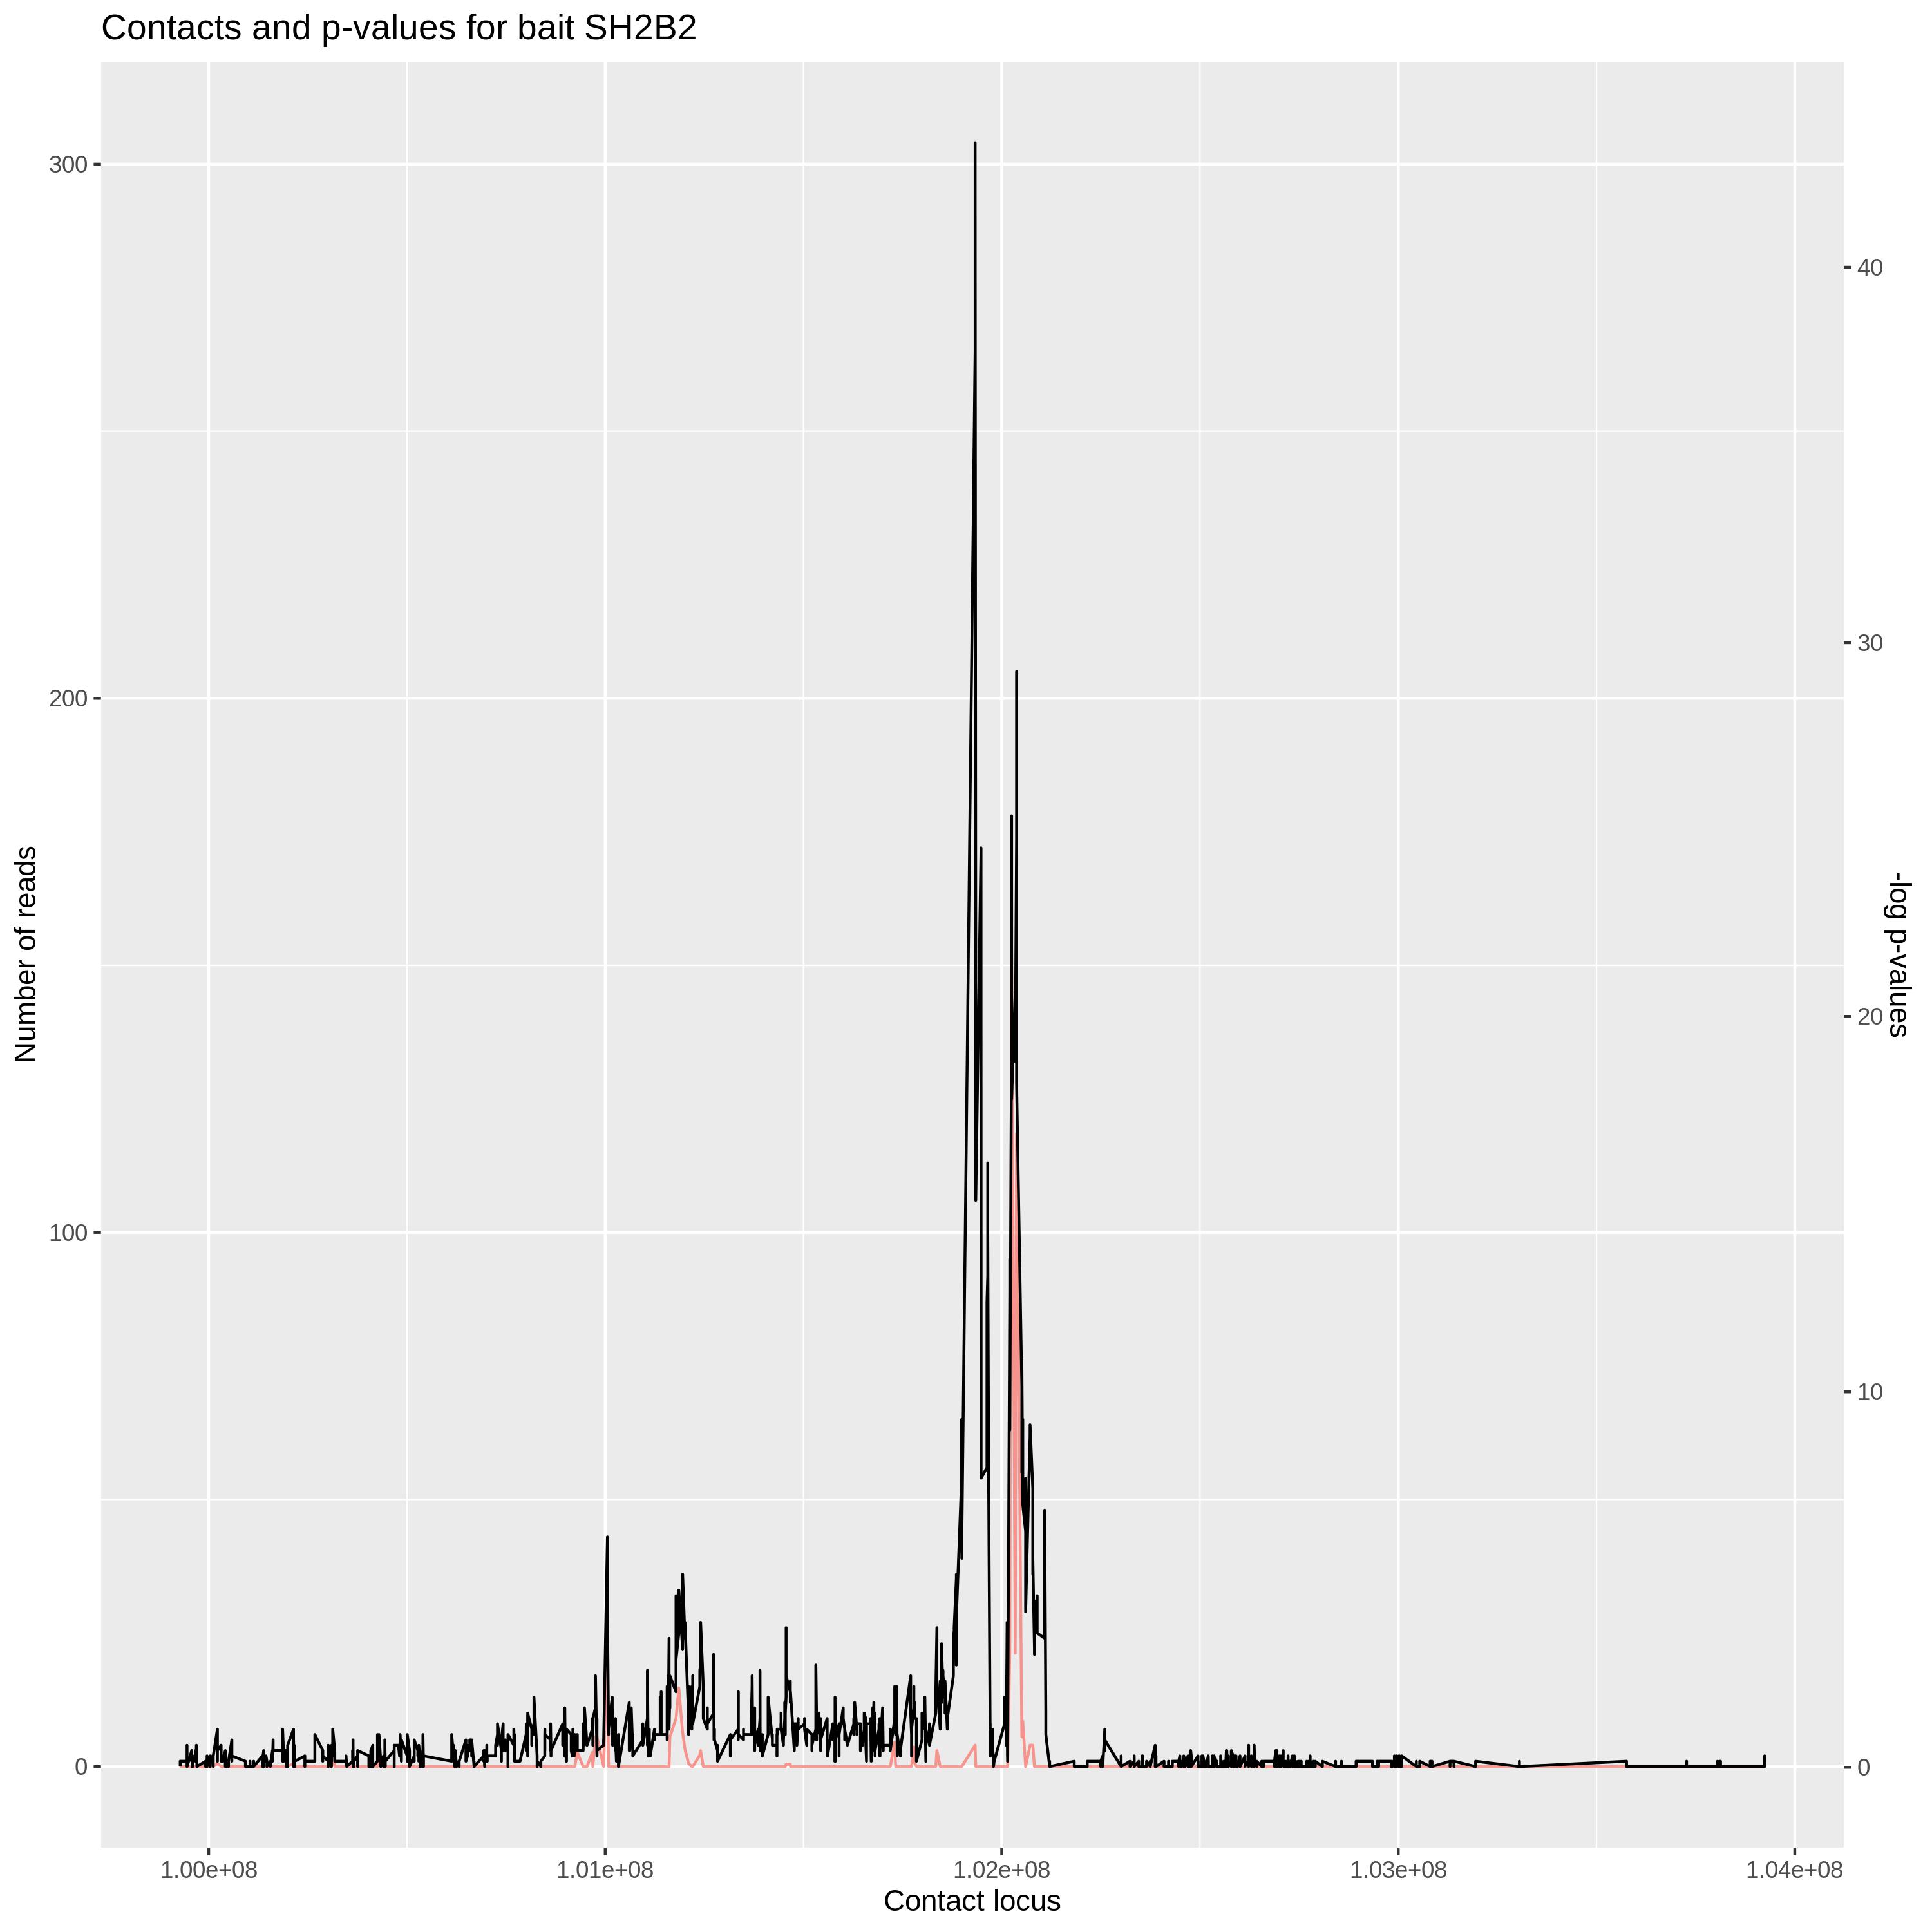 Contacts and p-values for bait SH2B2
300
200
100
0
Number of reads
40
30
20
10
0
-log p-values
1.00e+08
1.01e+08
1.02e+08
1.03e+08
1.04e+08
Contact locus